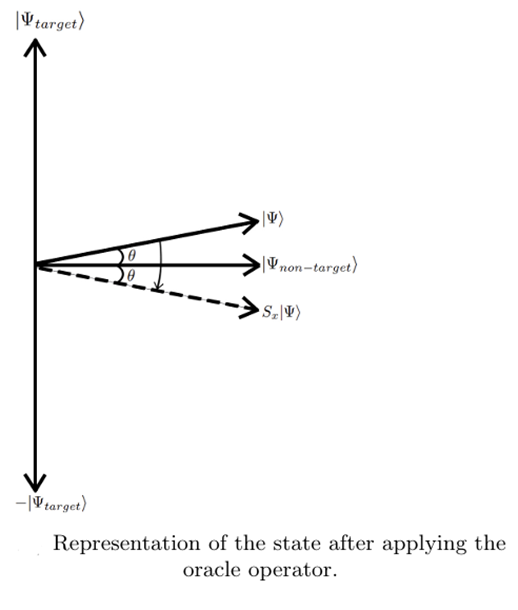 |Ψ_target⟩
|Ψ⟩
θ
|Ψ_non−target⟩
θ
S_x|Ψ⟩
−|Ψ_target⟩
Representation of the state after applying the
oracle operator.